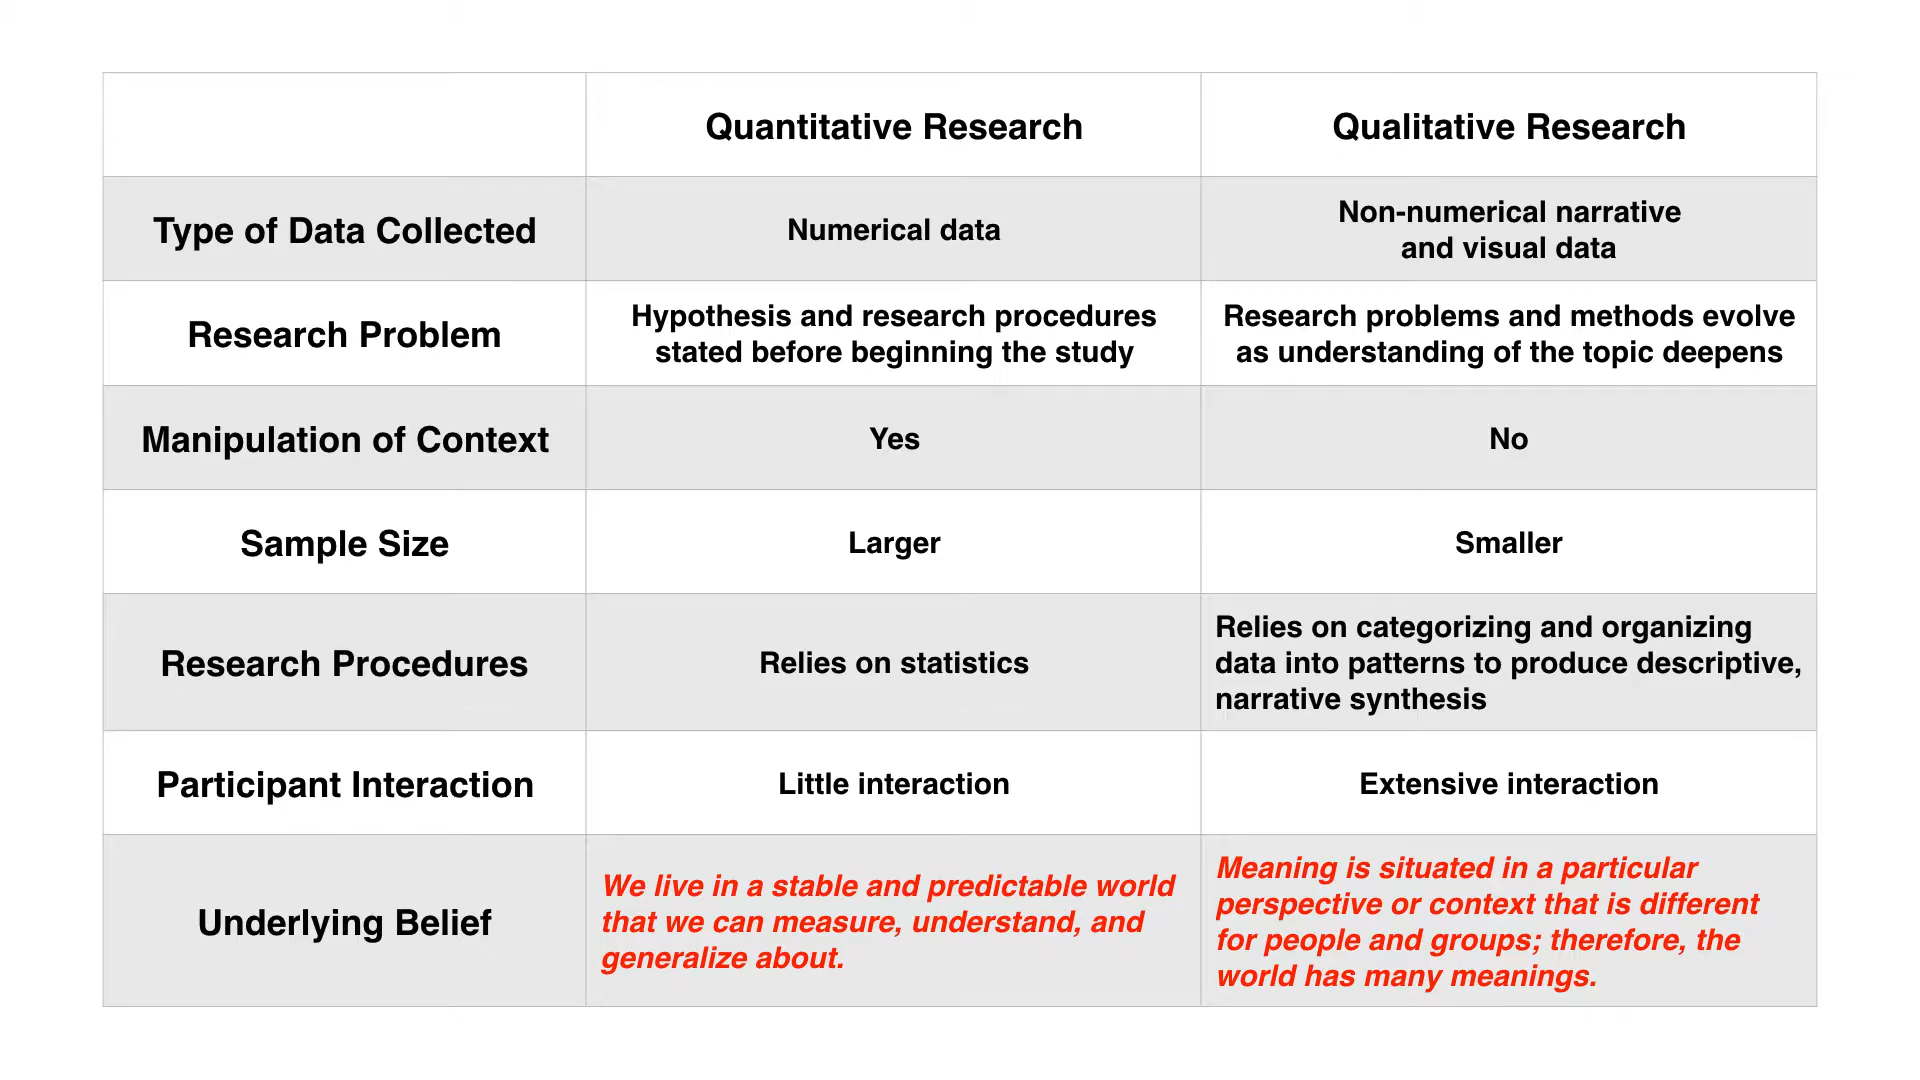 Quantitative Research
Qualitative Research
Type of Data Collected
Numerical data
Non-numerical narrative
and visual data
Research Problem
Hypothesis and research procedures
stated before beginning the study
Research problems and methods evolve
as understanding of the topic deepens
Manipulation of Context
Yes
No
Sample Size
Larger
Smaller
Research Procedures
Relies on statistics
Relies on categorizing and organizing
data into patterns to produce descriptive,
narrative synthesis
Participant Interaction
Little interaction
Extensive interaction
Underlying Belief
We live in a stable and predictable world
that we can measure, understand, and
generalize about.
Meaning is situated in a particular
perspective or context that is different
for people and groups; therefore, the
world has many meanings.